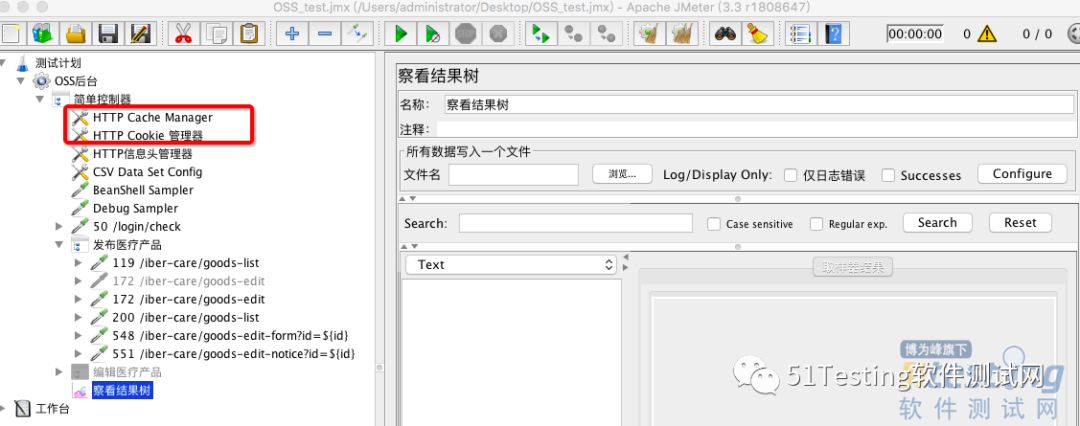 OSS_test.jmx (/Users/administrator/Desktop/OSS_test.jmx) - Apache JMeter (3.3 r1808647)
00:00:00 0 0 / 0
测试计划
OSS后台
简单控制器
HTTP Cache Manager
HTTP Cookie 管理器
HTTP信息头管理器
CSV Data Set Config
BeanShell Sampler
Debug Sampler
50 /login/check
发布医疗产品
119 /iber-care/goods-list
172 /iber-care/goods-edit
172 /iber-care/goods-edit
200 /iber-care/goods-list
548 /iber-care/goods-edit-form?id=${id}
551 /iber-care/goods-edit-notice?id=${id}
编辑医疗产品
察看结果树
工作台
察看结果树
名称: 察看结果树
注释:
所有数据写入一个文件
文件名 浏览... Log/Display Only: 仅日志错误 Successes Configure
Search: Case sensitive Regular exp. Search Reset
Text
取样器结果
博为峰旗下
51Testing软件测试网
软件测试网